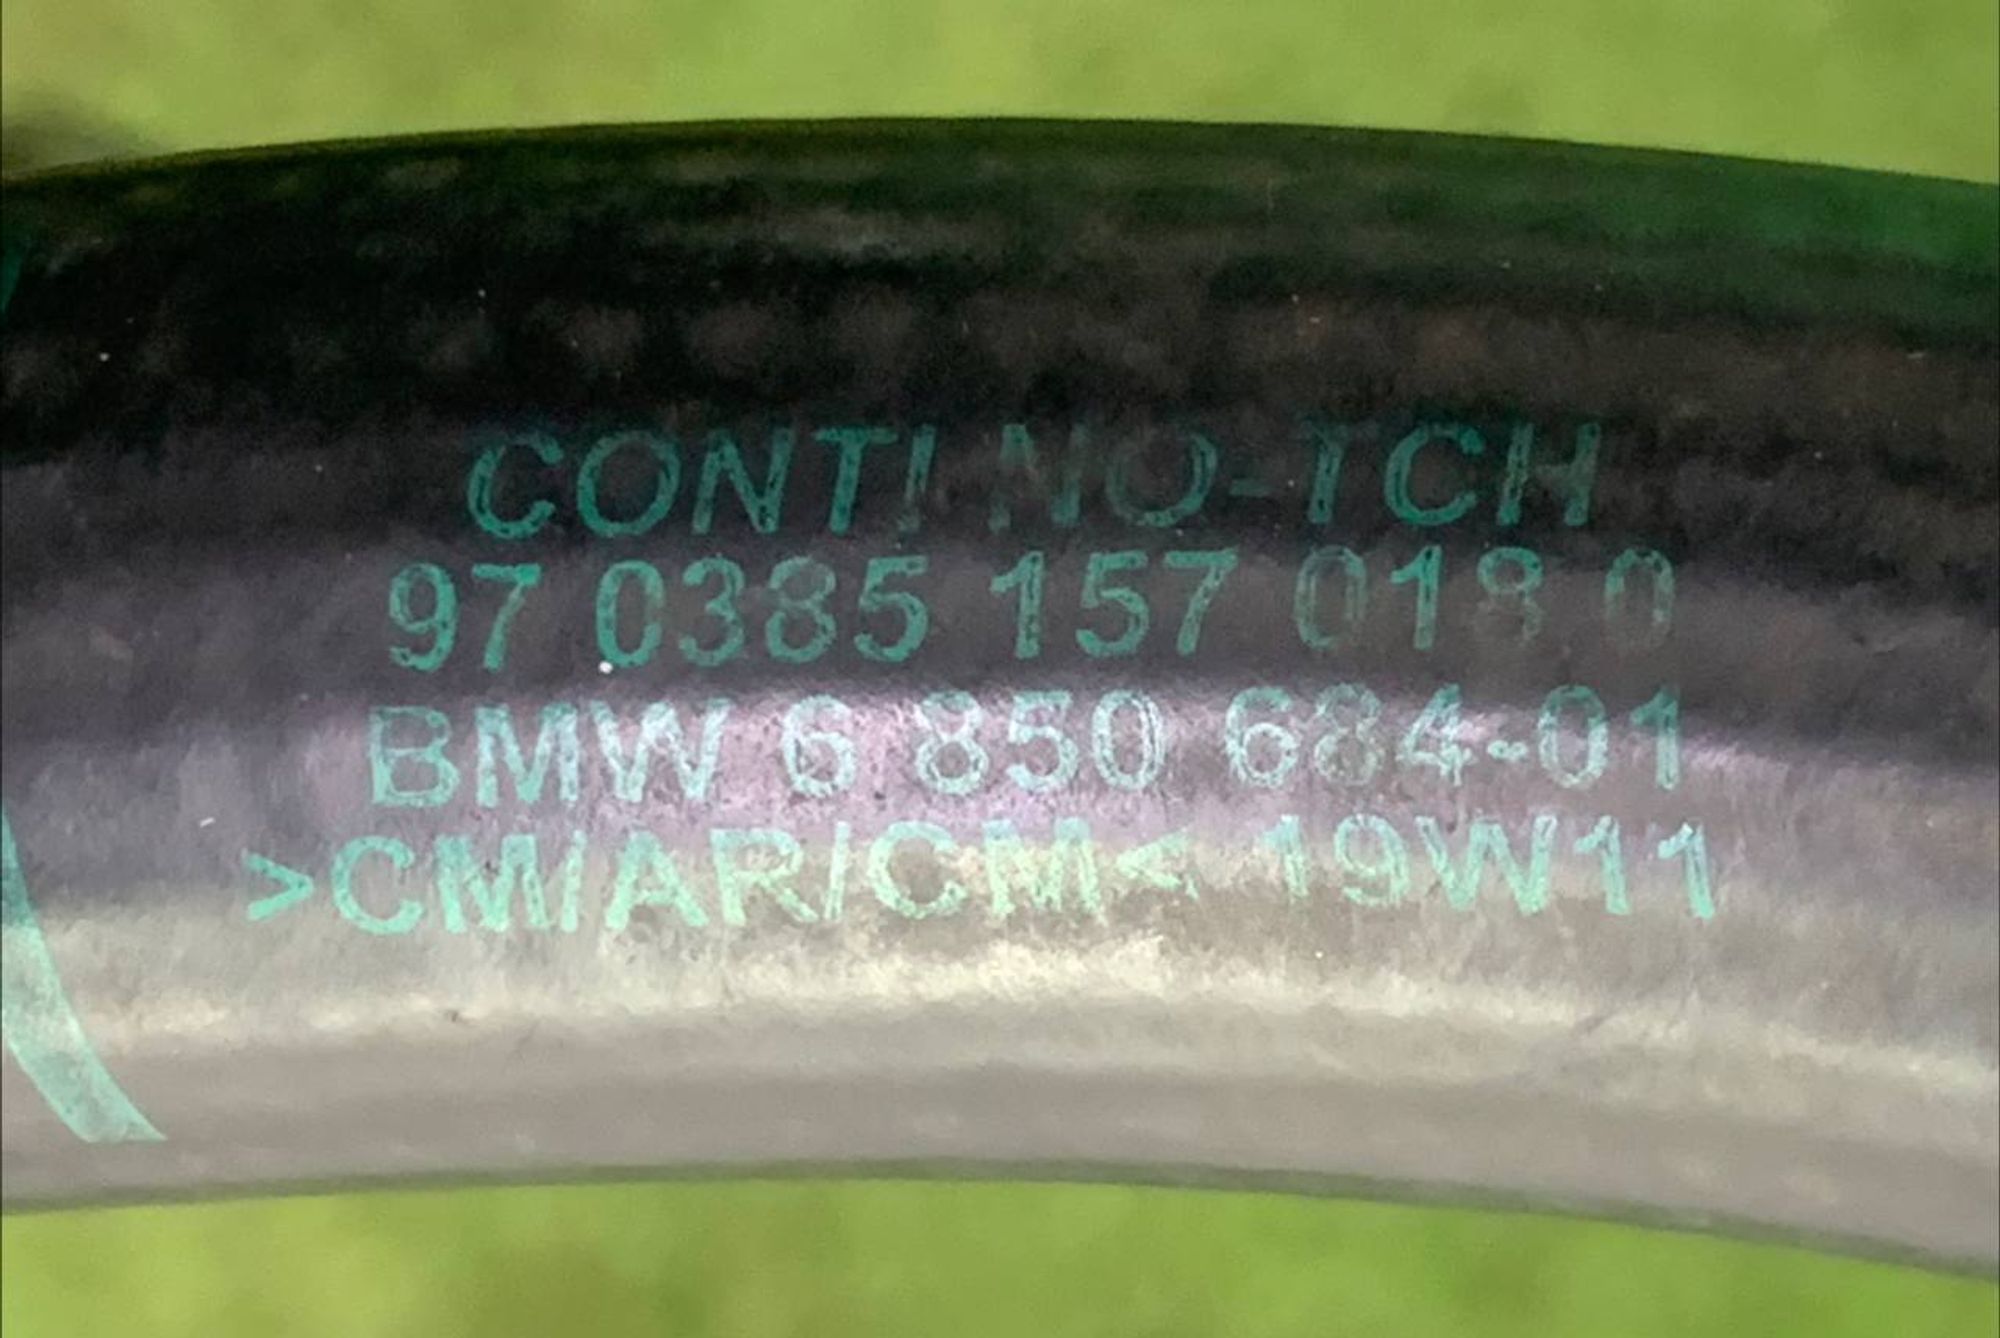 CONTI NO-TCH
97 0385 157 018 0
BMW 6 850 684-01
>CM/AR/CM< 19W11